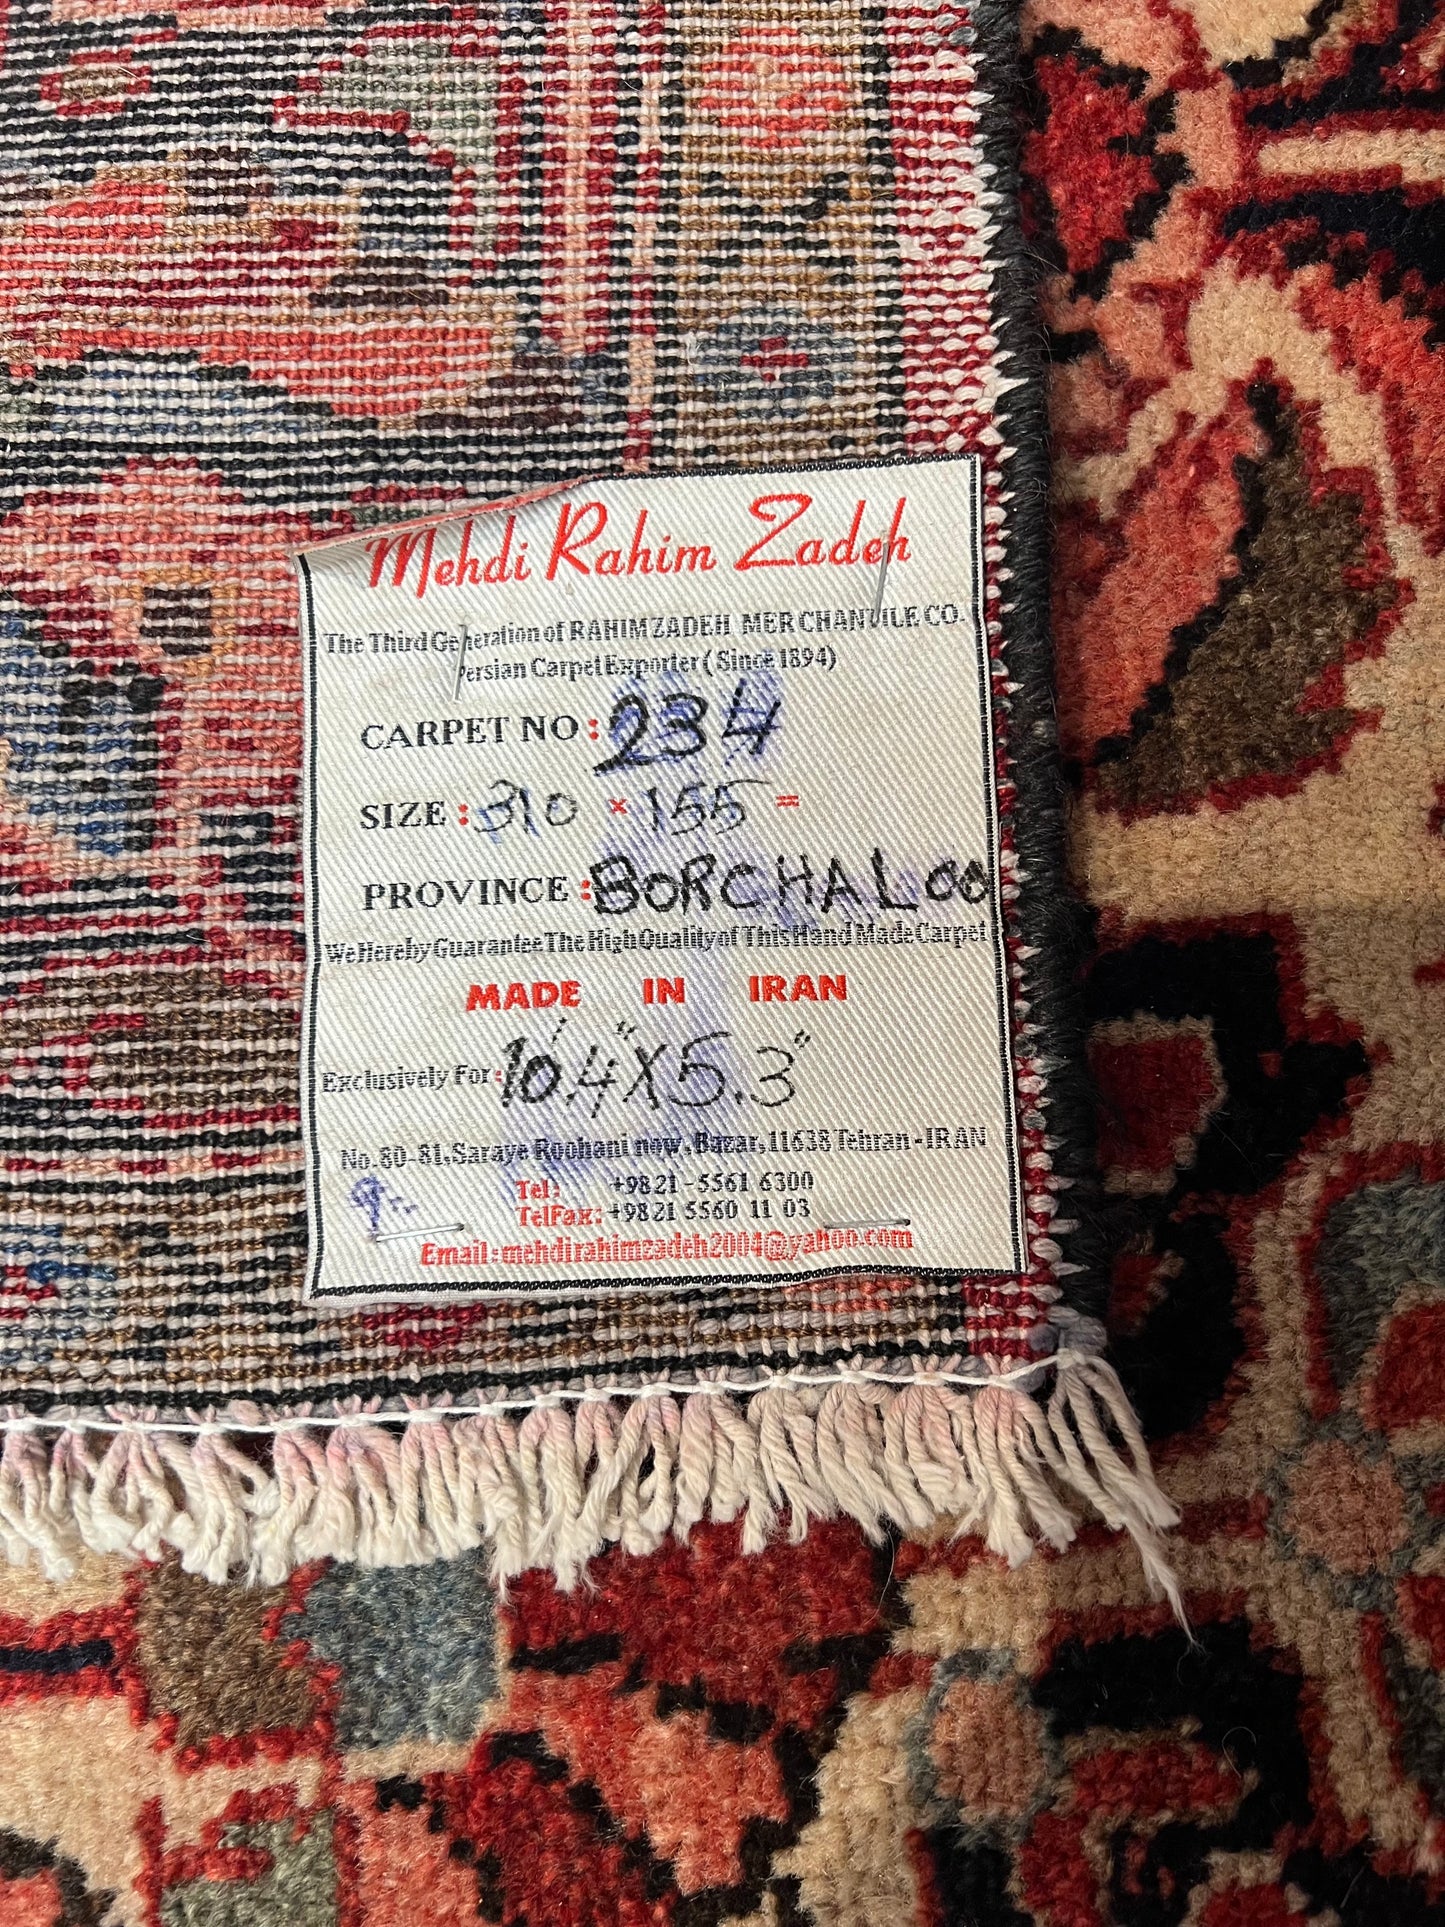 Mehdi Rahim Zadeh
The Third Generation of RAHIMZADEH MERCHANTILE CO.
Persian Carpet Exporter (Since 1894)
CARPET NO : 234
SIZE : 310 × 155 =
PROVINCE : BORCHALOO
We Hereby Guarantee The High Quality of This Hand Made Carpet
MADE IN IRAN
Exclusively For: 10'.4" X 5.3"
No.80-81, Saraye Roohani now, Bazar, 11638 Tehran - IRAN
Tel: +9821-5561 6300
TelFax: +9821 5560 11 03
Email: mehdirahimzadeh2004@yahoo.com